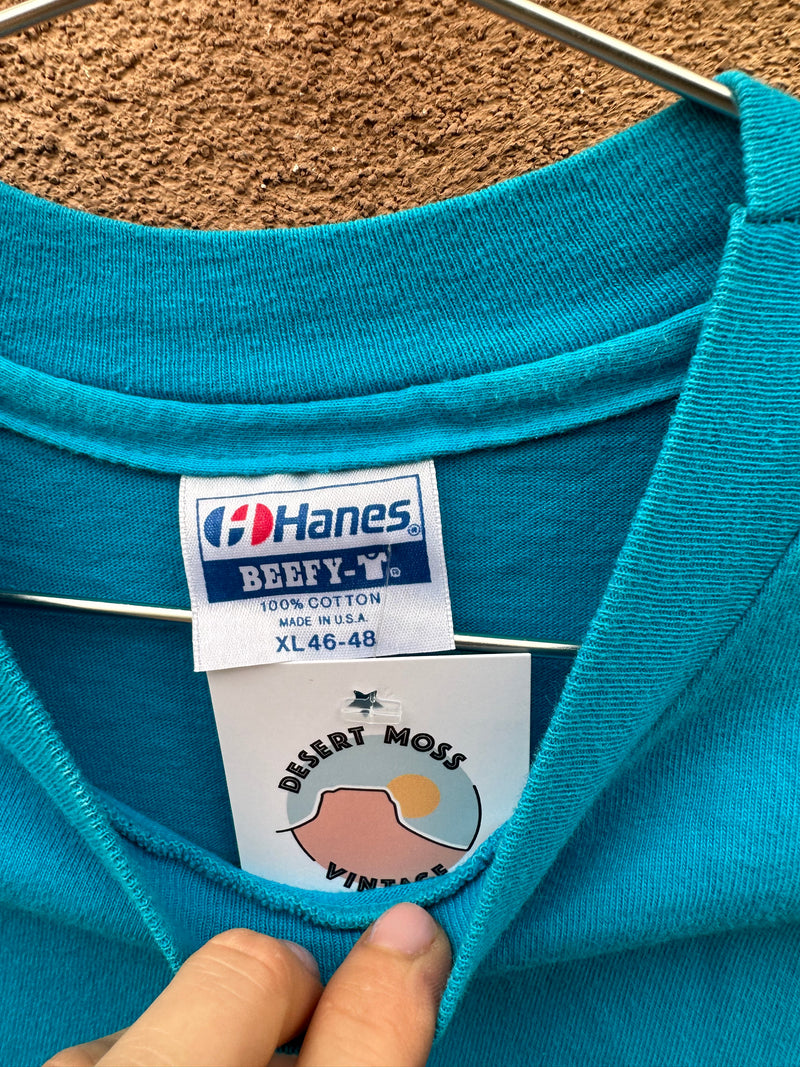 Hanes®
BEEFY-T®
100% COTTON
MADE IN U.S.A.
XL 46-48
DESERT MOSS
VINTAGE